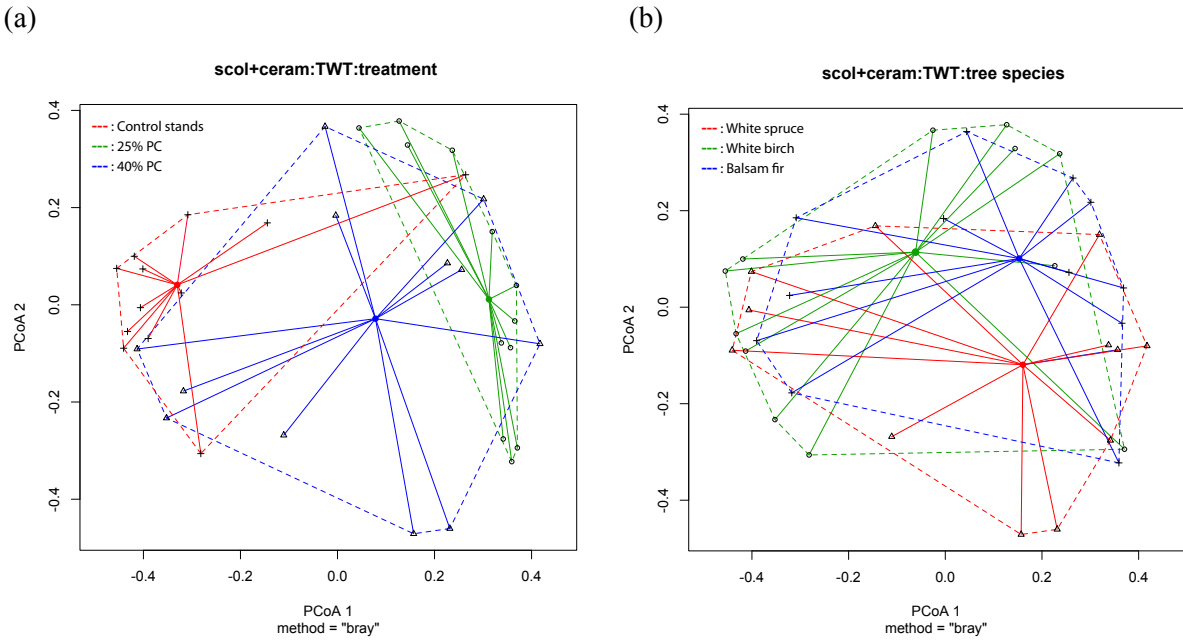 (a)
scol+ceram:TWT:treatment
: Control stands
: 25% PC
: 40% PC
0.4
0.2
0.0
-0.2
-0.4
PCoA 2
-0.4 -0.2 0.0 0.2 0.4
PCoA 1
method = "bray"
(b)
scol+ceram:TWT:tree species
: White spruce
: White birch
: Balsam fir
0.4
0.2
0.0
-0.2
-0.4
PCoA 2
-0.4 -0.2 0.0 0.2 0.4
PCoA 1
method = "bray"